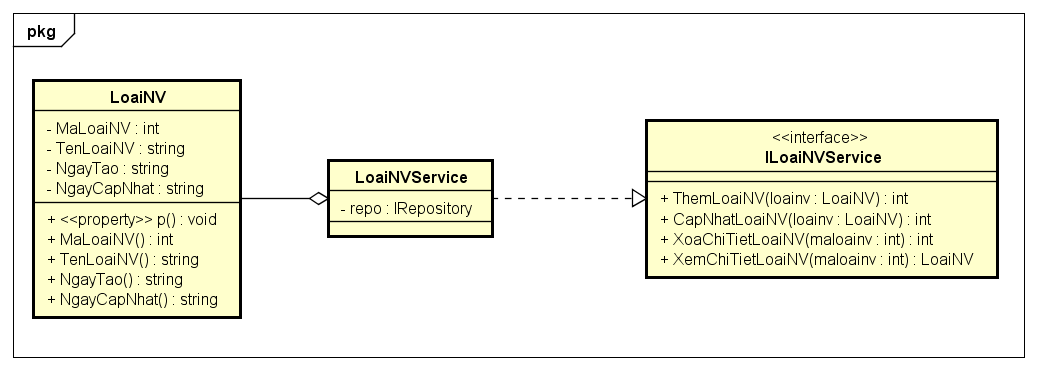 pkg
LoaiNV
- MaLoaiNV : int
- TenLoaiNV : string
- NgayTao : string
- NgayCapNhat : string
+ <<property>> p() : void
+ MaLoaiNV() : int
+ TenLoaiNV() : string
+ NgayTao() : string
+ NgayCapNhat() : string
LoaiNVService
- repo : IRepository
<<interface>>
ILoaiNVService
+ ThemLoaiNV(loainv : LoaiNV) : int
+ CapNhatLoaiNV(loainv : LoaiNV) : int
+ XoaChiTietLoaiNV(maloainv : int) : int
+ XemChiTietLoaiNV(maloainv : int) : LoaiNV